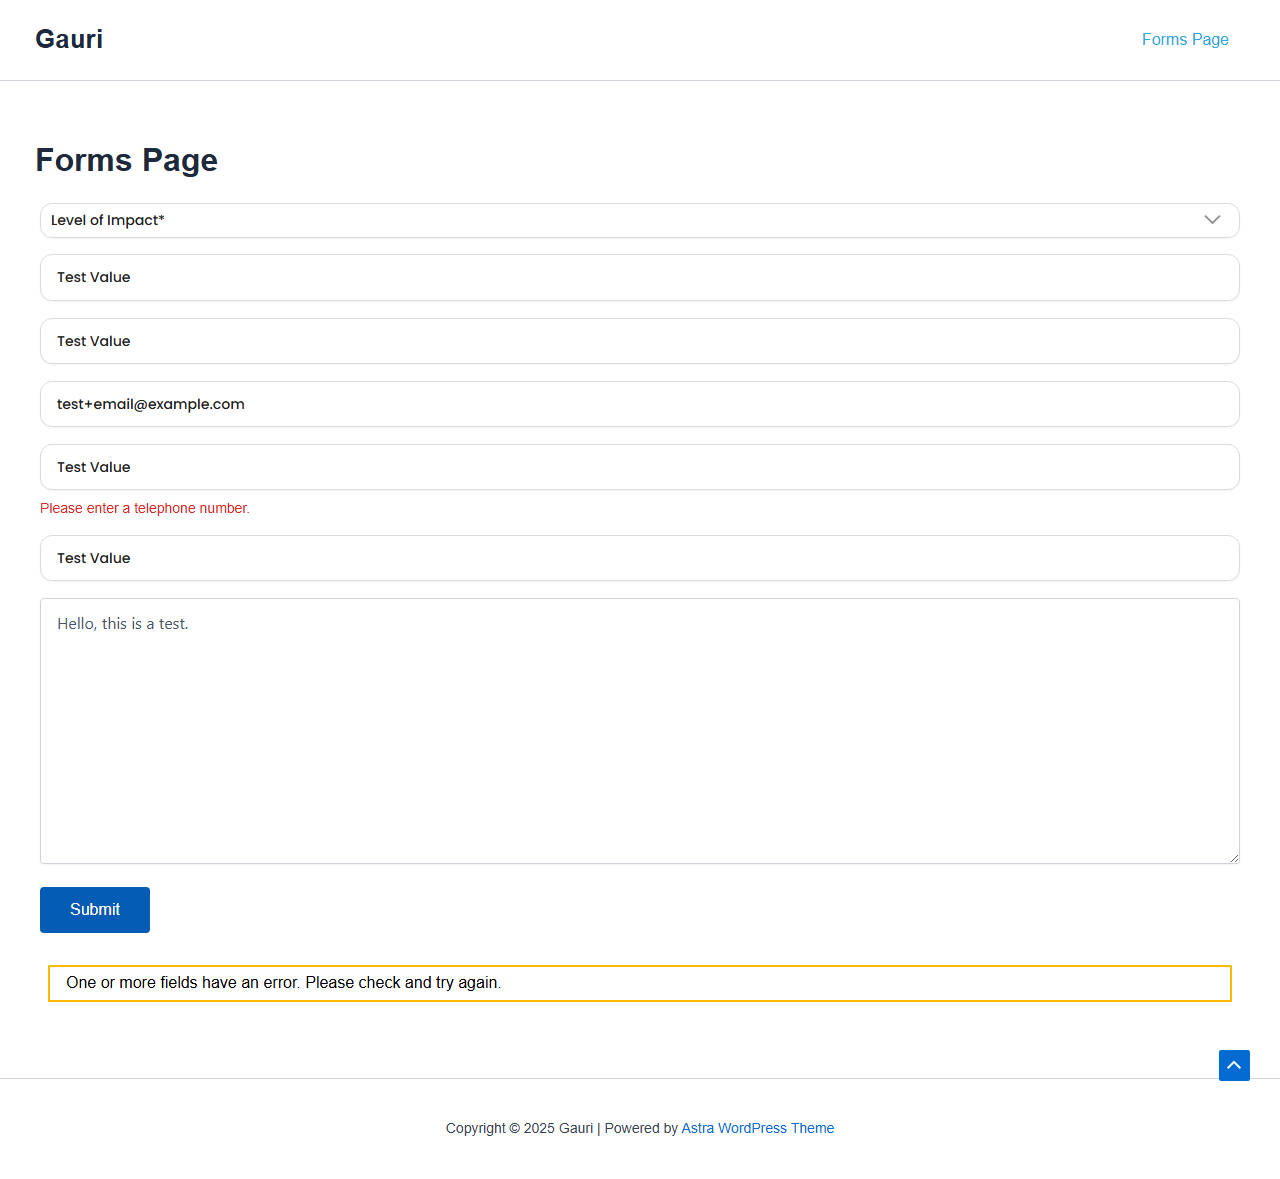 Gauri
Forms Page
Forms Page
Level of Impact*
Test Value
Test Value
test+email@example.com
Test Value
Please enter a telephone number.
Test Value
Hello, this is a test.
Submit
One or more fields have an error. Please check and try again.
Copyright © 2025 Gauri | Powered by Astra WordPress Theme